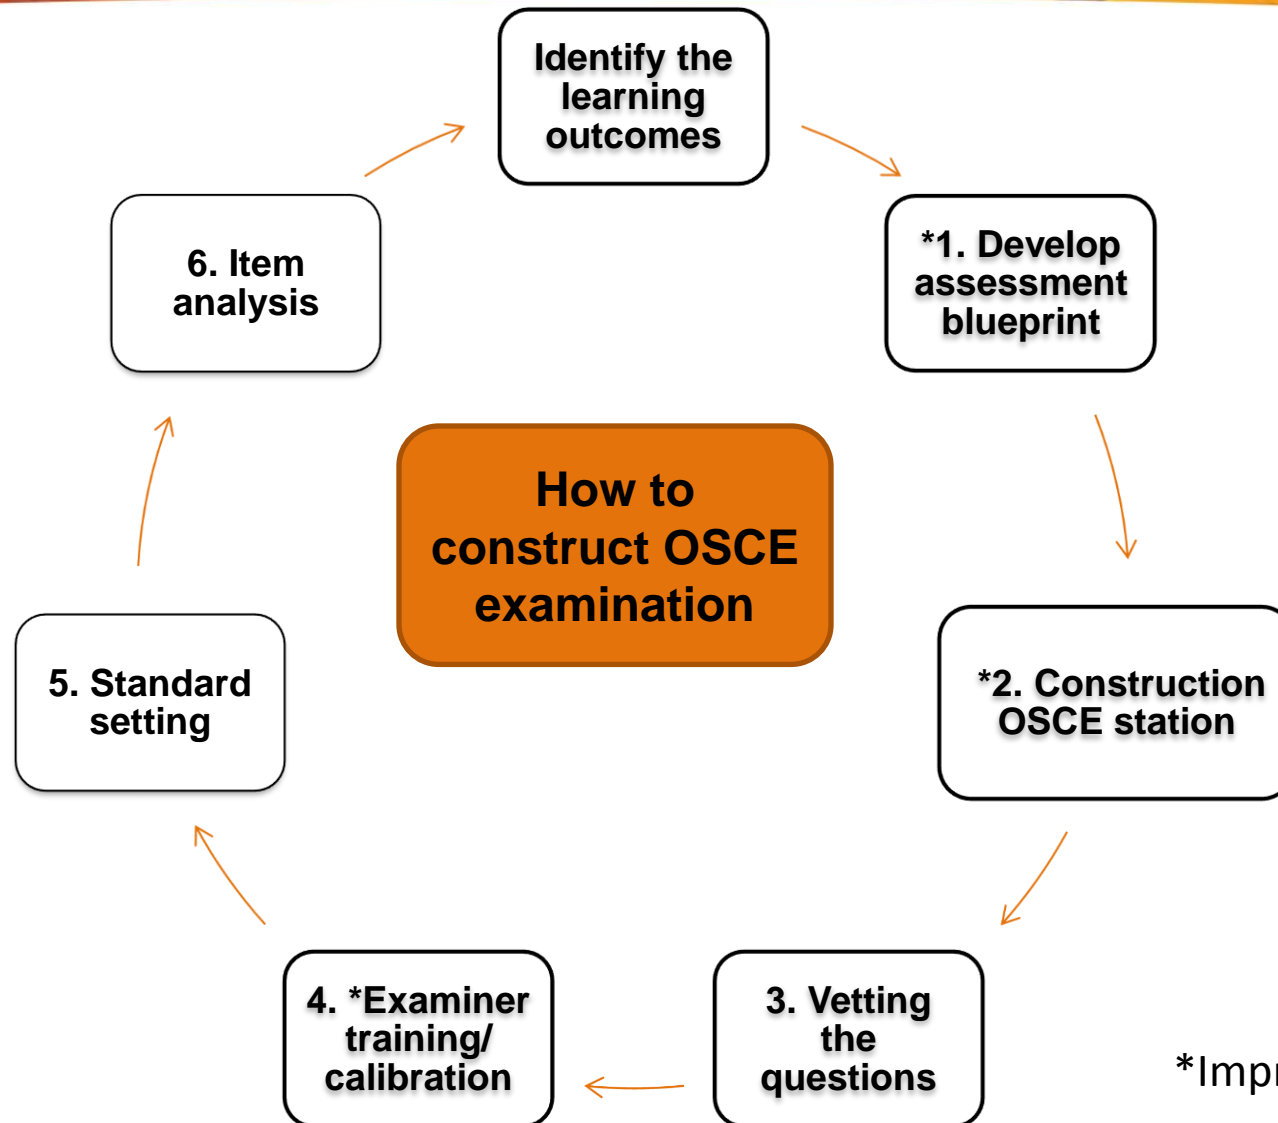 Identify the
learning
outcomes
*1. Develop
assessment
blueprint
*2. Construction
OSCE station
3. Vetting
the
questions
4. *Examiner
training/
calibration
5. Standard
setting
6. Item
analysis
How to
construct OSCE
examination